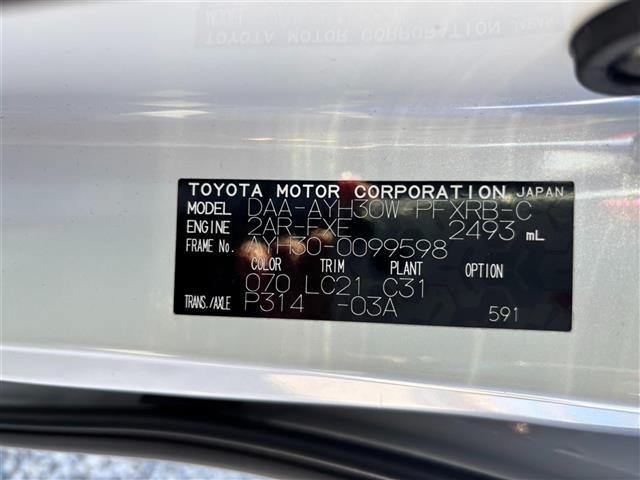 TOYOTA MOTOR CORPORATION JAPAN
MODEL DAA-AYH30W-PFXRB-C
ENGINE 2AR-FXE 2493 mL
FRAME No. AYH30-0099598
COLOR TRIM PLANT OPTION
070 LC21 C31
TRANS./AXLE P314 -03A 591